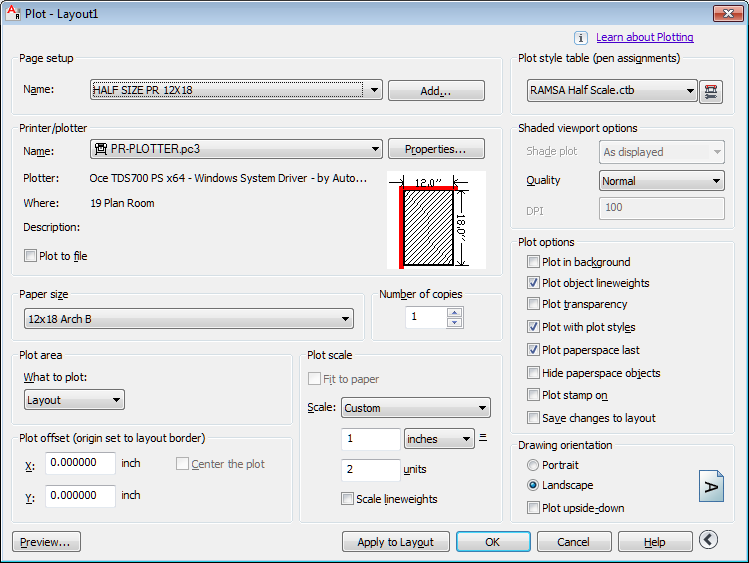 Plot - Layout1
Learn about Plotting
Page setup
Name:
HALF SIZE PR 12X18
Add...
Plot style table (pen assignments)
RAMSA Half Scale.ctb
Printer/plotter
Name:
PR-PLOTTER.pc3
Properties...
Plotter:
Oce TDS700 PS x64 - Windows System Driver - by Auto...
Where:
19 Plan Room
Description:
Plot to file
12.0''
18.0''
Shaded viewport options
Shade plot
As displayed
Quality
Normal
DPI
100
Paper size
12x18 Arch B
Number of copies
1
Plot options
Plot in background
Plot object lineweights
Plot transparency
Plot with plot styles
Plot paperspace last
Hide paperspace objects
Plot stamp on
Save changes to layout
Plot area
What to plot:
Layout
Plot scale
Fit to paper
Scale:
Custom
1
inches
=
2
units
Scale lineweights
Plot offset (origin set to layout border)
X:
0.000000
inch
Center the plot
Y:
0.000000
inch
Drawing orientation
Portrait
Landscape
Plot upside-down
A
Preview...
Apply to Layout
OK
Cancel
Help